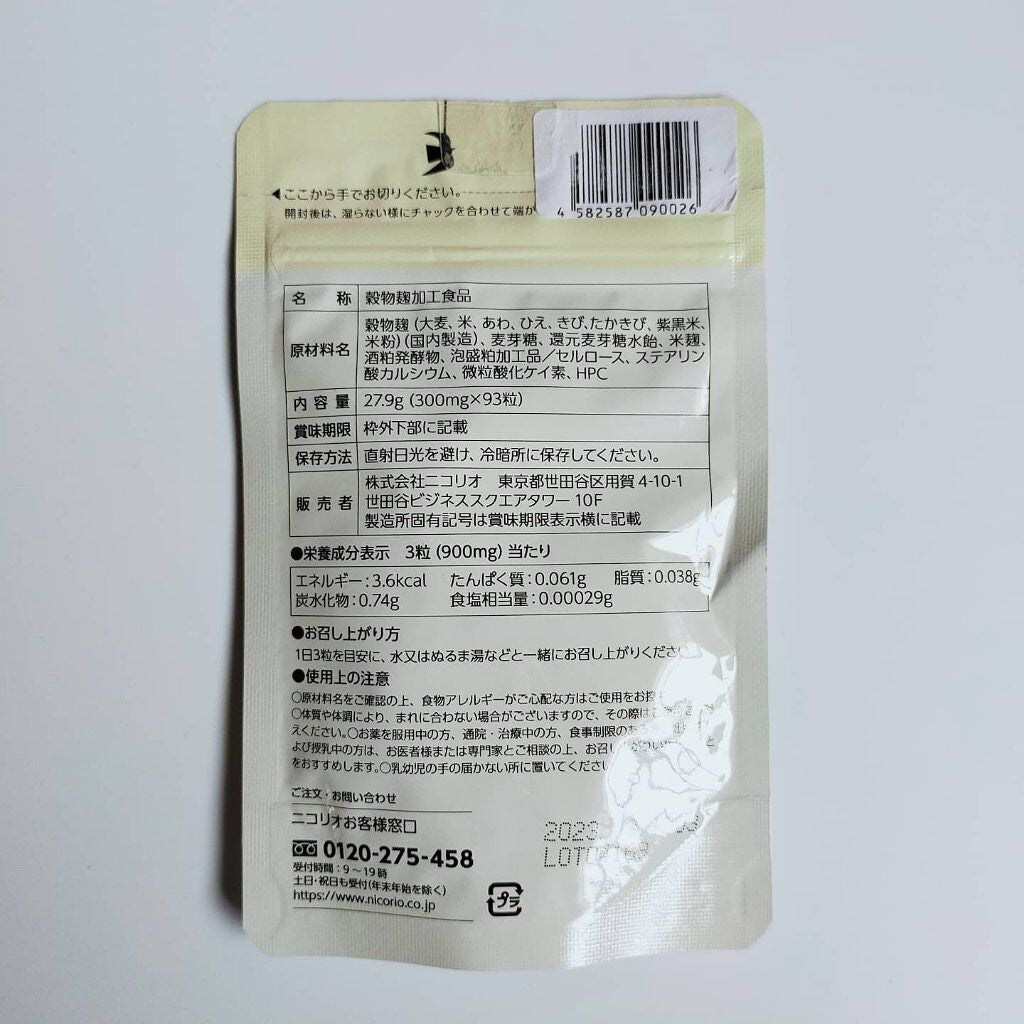 ◀ここから手でお切りください。
開封後は、湿らない様にチャックを合わせて端か
4 582587 090026
名 称 穀物麹加工食品
原材料名 穀物麹(大麦、米、あわ、ひえ、きび、たかきび、紫黒米、
米粉)(国内製造)、麦芽糖、還元麦芽糖水飴、米麹、
酒粕発酵物、泡盛粕加工品/セルロース、ステアリン
酸カルシウム、微粒酸化ケイ素、HPC
内容量 27.9g (300mg×93粒)
賞味期限 枠外下部に記載
保存方法 直射日光を避け、冷暗所に保存してください。
販売者 株式会社ニコリオ 東京都世田谷区用賀4-10-1
世田谷ビジネススクエアタワー10F
製造所固有記号は賞味期限表示横に記載
●栄養成分表示 3粒(900mg)当たり
エネルギー:3.6kcal たんぱく質:0.061g 脂質:0.038g
炭水化物:0.74g 食塩相当量:0.00029g
●お召し上がり方
1日3粒を目安に、水又はぬるま湯などと一緒にお召し上がりくださ
●使用上の注意
○原材料名をご確認の上、食物アレルギーがご心配な方はご使用をお控
○体質や体調により、まれに合わない場合がございますので、その際は
えください。○お薬を服用中の方、通院・治療中の方、食事制限のあ
よび授乳中の方は、お医者様または専門家とご相談の上、お召し
をおすすめします。○乳幼児の手の届かない所に置いてくださ
ご注文・お問い合わせ
ニコリオお客様窓口
0120-275-458
受付時間:9〜19時
土日・祝日も受付(年末年始を除く)
https://www.nicorio.co.jp
プラ
2023
LOT